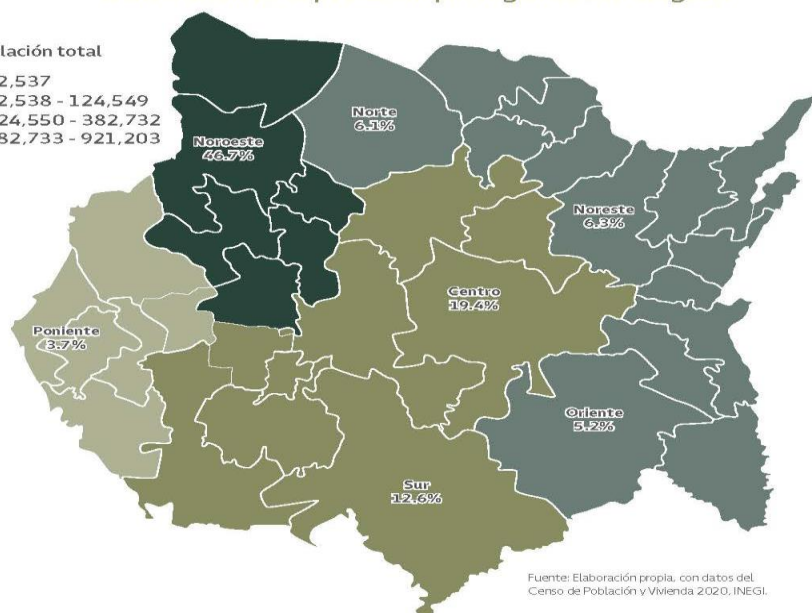 lación total
2,537
2,538 - 124,549
24,550 - 382,732
82,733 - 921,203
Norte
6.1%
Noroeste
46.7%
Noreste
6.3%
Centro
19.4%
Poniente
3.7%
Oriente
5.2%
Sur
12.6%
Fuente: Elaboración propia, con datos del
Censo de Población y Vivienda 2020, INEGI.